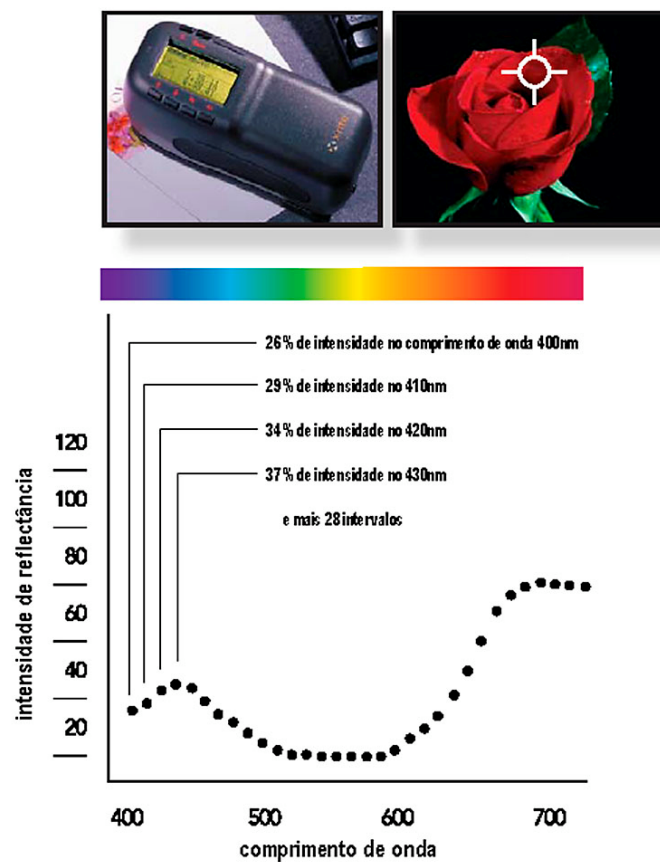 x·rite
26% de intensidade no comprimento de onda 400nm
29% de intensidade no 410nm
34% de intensidade no 420nm
37% de intensidade no 430nm
e mais 28 intervalos
intensidade de reflectância
120
100
80
60
40
20
400 500 600 700
comprimento de onda